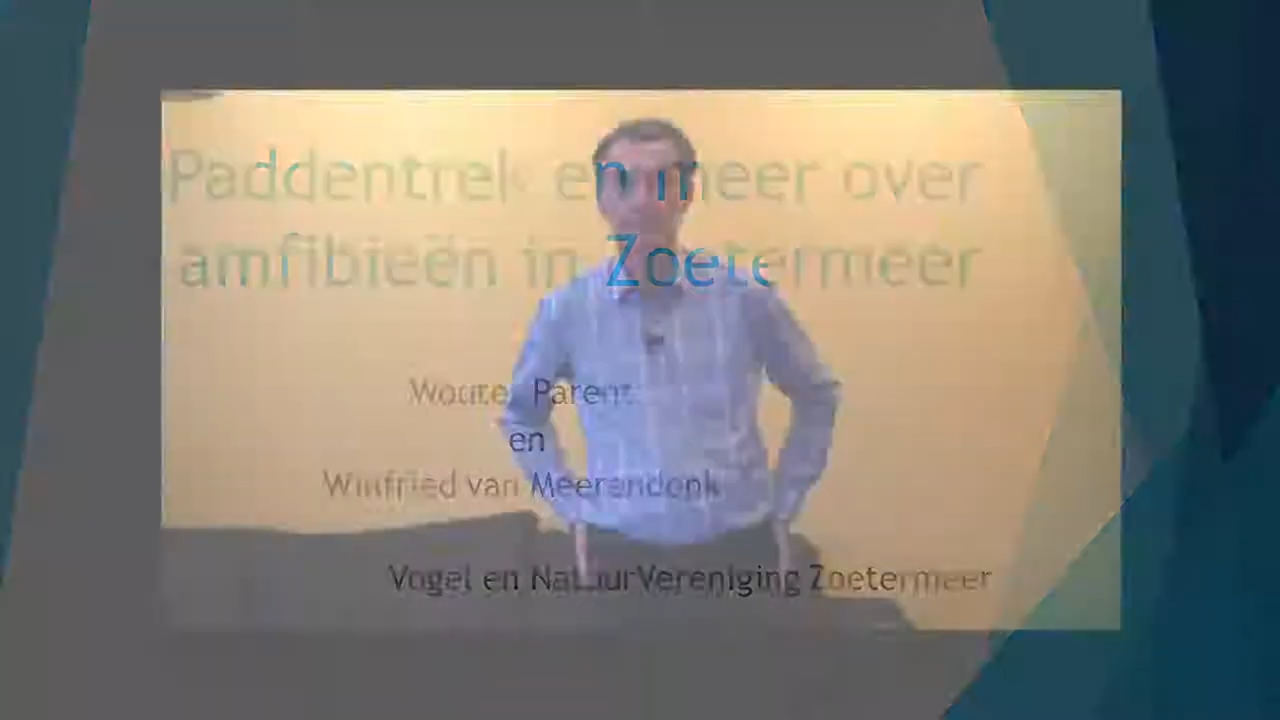 Paddentrek en meer over
amfibieën in Zoetermeer
Wouter Parent
en
Winfried van Meerendonk
Vogel en NatuurVereniging Zoetermeer